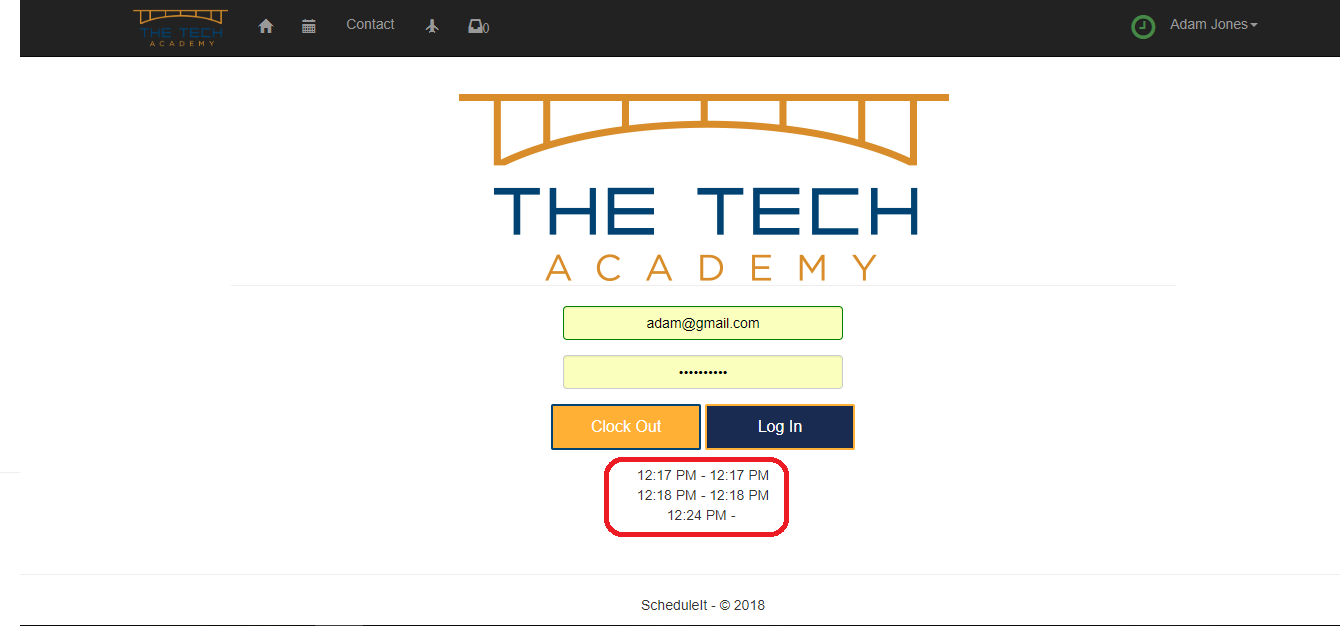 THE TECH
ACADEMY
Contact
0
Adam Jones
THE TECH
ACADEMY
adam@gmail.com
••••••••••
Clock Out
Log In
12:17 PM - 12:17 PM
12:18 PM - 12:18 PM
12:24 PM -
ScheduleIt - © 2018